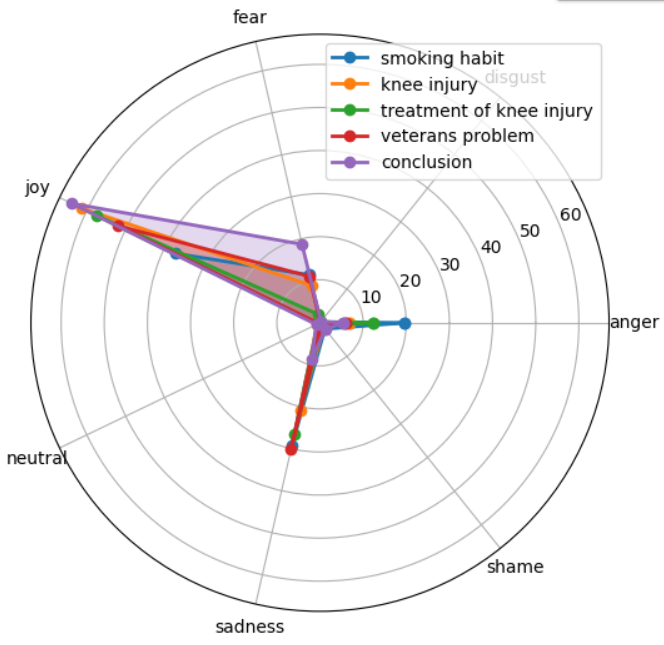 fear
smoking habit
disgust
knee injury
treatment of knee injury
veterans problem
conclusion
joy
60
50
40
30
20
10
anger
neutral
shame
sadness